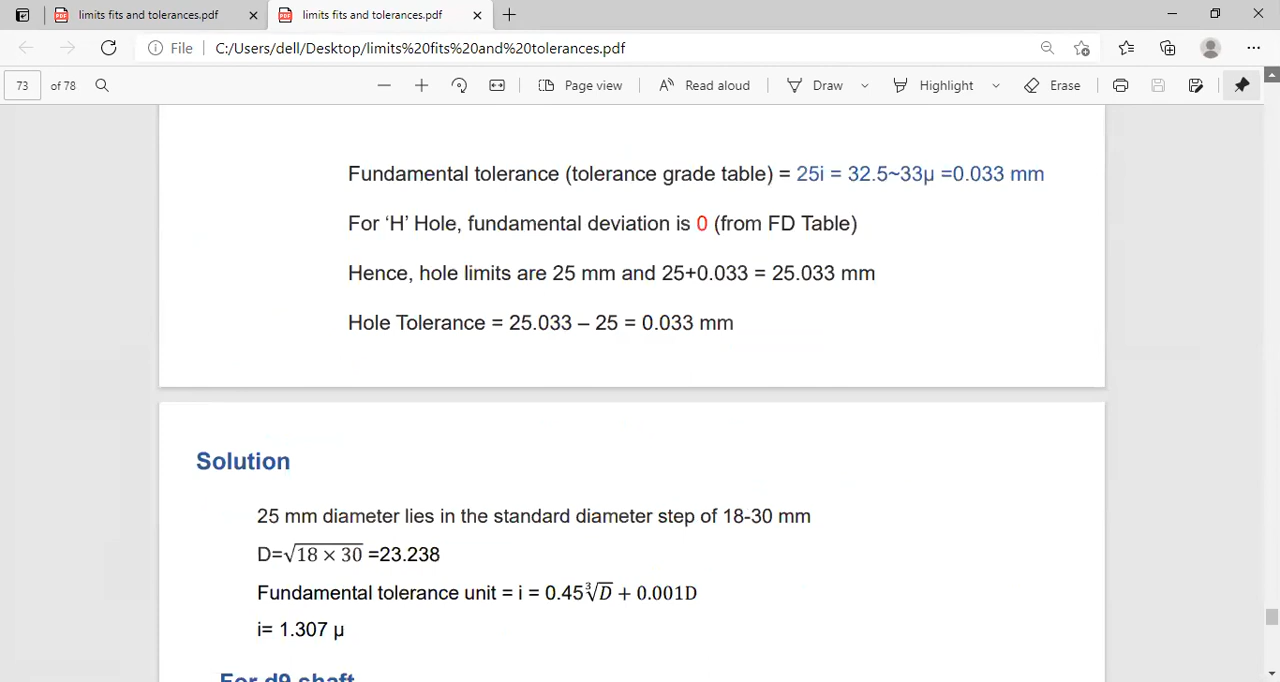 limits fits and tolerances.pdf
limits fits and tolerances.pdf
File
C:/Users/dell/Desktop/limits%20fits%20and%20tolerances.pdf
73
of 78
Page view
Read aloud
Draw
Highlight
Erase
Fundamental tolerance (tolerance grade table) = 25i = 32.5~33μ =0.033 mm
For ‘H’ Hole, fundamental deviation is 0 (from FD Table)
Hence, hole limits are 25 mm and 25+0.033 = 25.033 mm
Hole Tolerance = 25.033 – 25 = 0.033 mm
Solution
25 mm diameter lies in the standard diameter step of 18-30 mm
D=√18 × 30 =23.238
Fundamental tolerance unit = i = 0.45∛D + 0.001D
i= 1.307 μ
For d9 shaft